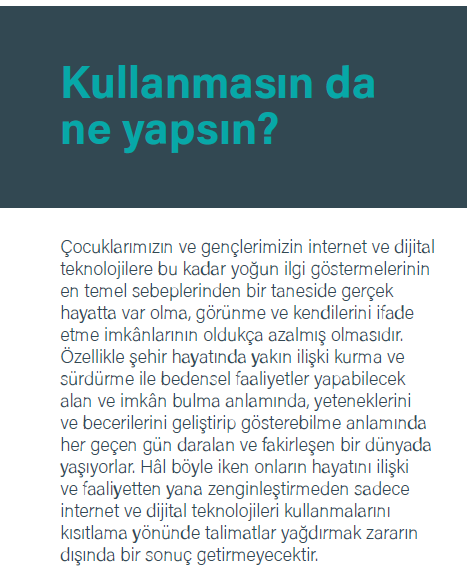 Kullanmasın da
ne yapsın?
Çocuklarımızın ve gençlerimizin internet ve dijital
teknolojilere bu kadar yoğun ilgi göstermelerinin
en temel sebeplerinden bir taneside gerçek
hayatta var olma, görünme ve kendilerini ifade
etme imkânlarının oldukça azalmış olmasıdır.
Özellikle şehir hayatında yakın ilişki kurma ve
sürdürme ile bedensel faaliyetler yapabilecek
alan ve imkân bulma anlamında, yeteneklerini
ve becerilerini geliştirip gösterebilme anlamında
her geçen gün daralan ve fakirleşen bir dünyada
yaşıyorlar. Hâl böyle iken onların hayatını ilişki
ve faaliyetten yana zenginleştirmeden sadece
internet ve dijital teknolojileri kullanmalarını
kısıtlama yönünde talimatlar yağdırmak zararın
dışında bir sonuç getirmeyecektir.